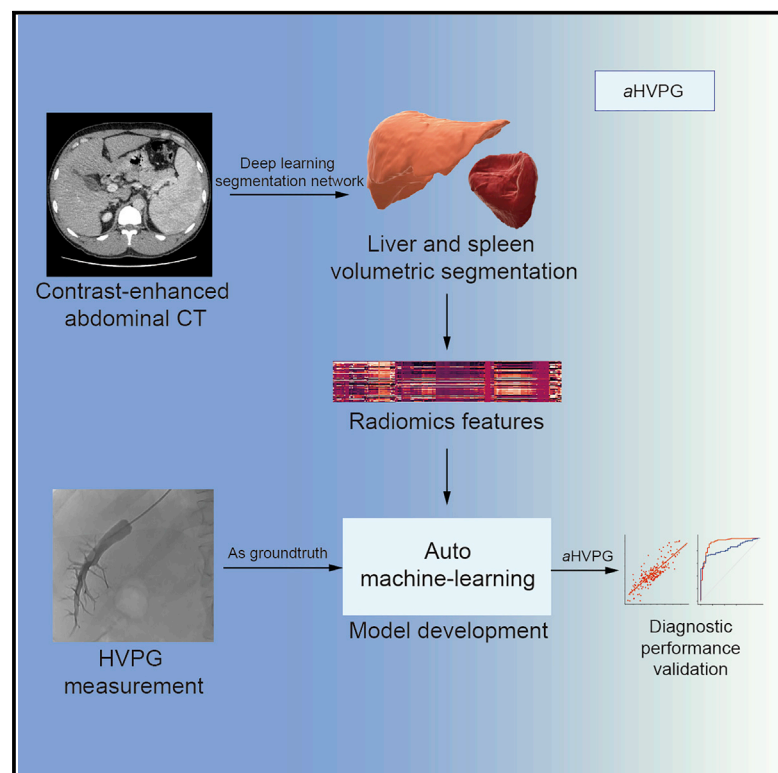 aHVPG
Deep learning
segmentation network
Contrast-enhanced
abdominal CT
Liver and spleen
volumetric segmentation
Radiomics features
As groundtruth
Auto
machine-learning
aHVPG
Model development
HVPG
measurement
Diagnostic
performance
validation